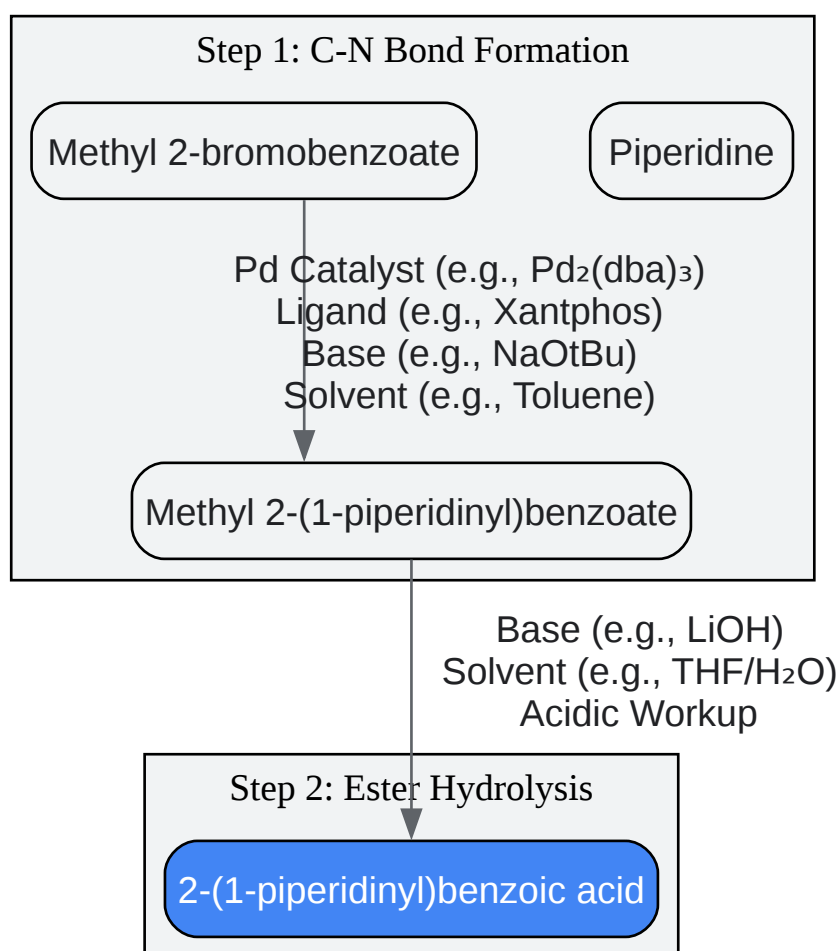 Step 1: C-N Bond Formation
Methyl 2-bromobenzoate
Piperidine
Pd Catalyst (e.g., Pd₂(dba)₃)
Ligand (e.g., Xantphos)
Base (e.g., NaOtBu)
Solvent (e.g., Toluene)
Methyl 2-(1-piperidinyl)benzoate
Base (e.g., LiOH)
Solvent (e.g., THF/H₂O)
Acidic Workup
Step 2: Ester Hydrolysis
2-(1-piperidinyl)benzoic acid